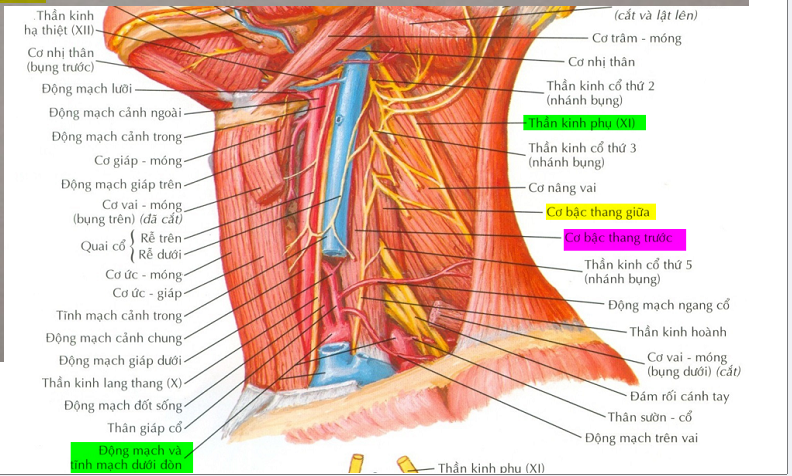 Thần kinh
hạ thiệt (XII)
Cơ nhị thân
(bụng trước)
Động mạch lưỡi
Động mạch cảnh ngoài
Động mạch cảnh trong
Cơ giáp - móng
Động mạch giáp trên
Cơ vai - móng
(bụng trên) (đã cắt)
Quai cổ { Rễ trên
Rễ dưới
Cơ ức - móng
Cơ ức - giáp
Tĩnh mạch cảnh trong
Động mạch cảnh chung
Động mạch giáp dưới
Thần kinh lang thang (X)
Động mạch đốt sống
Thân giáp cổ
Động mạch và
tĩnh mạch dưới đòn
(cắt và lật lên)
Cơ trâm - móng
Cơ nhị thân
Thần kinh cổ thứ 2
(nhánh bụng)
Thần kinh phụ (XI)
Thần kinh cổ thứ 3
(nhánh bụng)
Cơ nâng vai
Cơ bậc thang giữa
Cơ bậc thang trước
Thần kinh cổ thứ 5
(nhánh bụng)
Động mạch ngang cổ
Thần kinh hoành
Cơ vai - móng
(bụng dưới) (cắt)
Đám rối cánh tay
Thân sườn - cổ
Động mạch trên vai
Thần kinh phụ (XI)